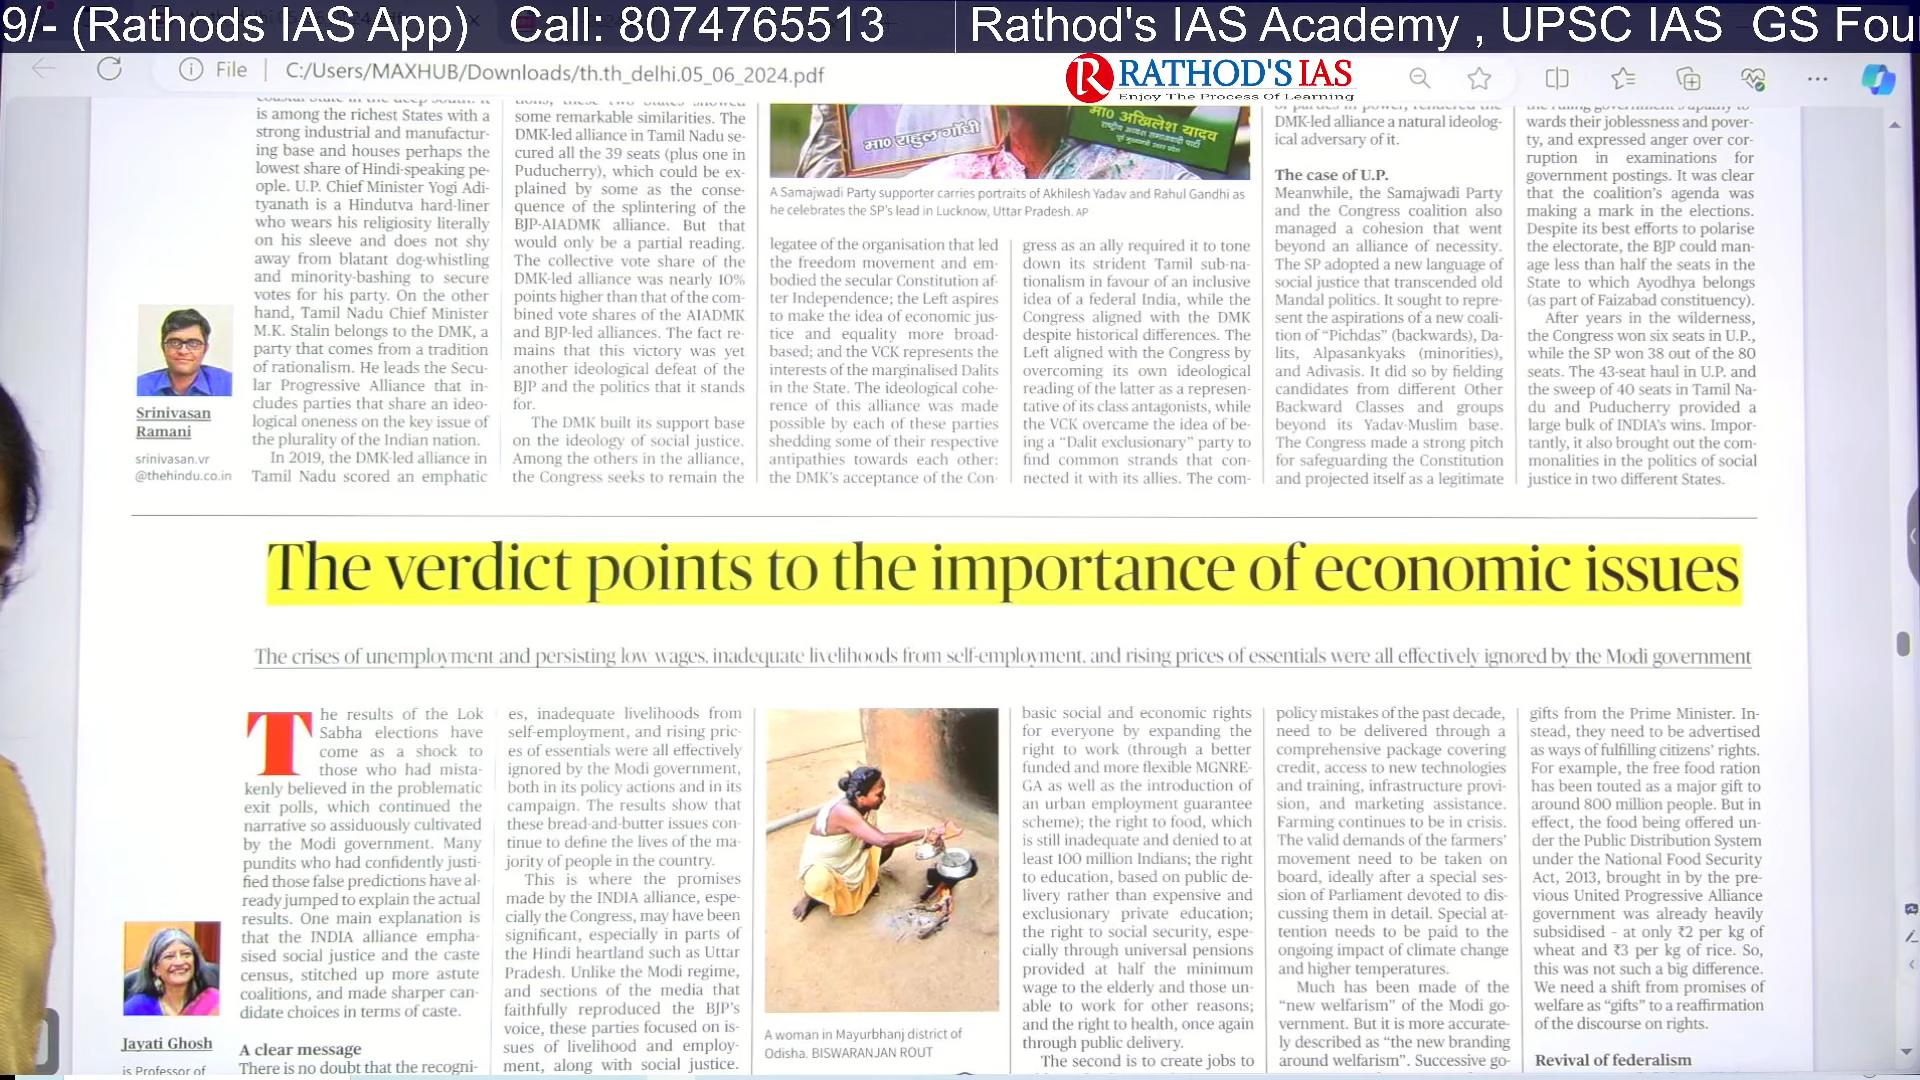 9/- (Rathods IAS App) Call: 8074765513
Rathod's IAS Academy , UPSC IAS GS Fou
File
C:/Users/MAXHUB/Downloads/th.th_delhi.05_06_2024.pdf
RATHOD'S IAS
Enjoy The Process Of Learning
is among the richest States with a
strong industrial and manufactur-
ing base and houses perhaps the
lowest share of Hindi-speaking pe-
ople. U.P. Chief Minister Yogi Adi-
tyanath is a Hindutva hard-liner
who wears his religiosity literally
on his sleeve and does not shy
away from blatant dog-whistling
and minority-bashing to secure
votes for his party. On the other
hand, Tamil Nadu Chief Minister
M.K. Stalin belongs to the DMK, a
party that comes from a tradition
of rationalism. He leads the Secu-
lar Progressive Alliance that in-
cludes parties that share an ideo-
logical oneness on the key issue of
the plurality of the Indian nation.
In 2019, the DMK-led alliance in
Tamil Nadu scored an emphatic
Srinivasan
Ramani
srinivasan.vr
@thehindu.co.in
some remarkable similarities. The
DMK-led alliance in Tamil Nadu se-
cured all the 39 seats (plus one in
Puducherry), which could be ex-
plained by some as the conse-
quence of the splintering of the
BJP-AIADMK alliance. But that
would only be a partial reading.
The collective vote share of the
DMK-led alliance was nearly 10%
points higher than that of the com-
bined vote shares of the AIADMK
and BJP-led alliances. The fact re-
mains that this victory was yet
another ideological defeat of the
BJP and the politics that it stands
for.
The DMK built its support base
on the ideology of social justice.
Among the others in the alliance,
the Congress seeks to remain the
मा० राहुल गाँधी
मा० अखिलेश यादव
A Samajwadi Party supporter carries portraits of Akhilesh Yadav and Rahul Gandhi as
he celebrates the SP's lead in Lucknow, Uttar Pradesh. AP
legatee of the organisation that led
the freedom movement and em-
bodied the secular Constitution af-
ter Independence; the Left aspires
to make the idea of economic jus-
tice and equality more broad-
based; and the VCK represents the
interests of the marginalised Dalits
in the State. The ideological cohe-
rence of this alliance was made
possible by each of these parties
shedding some of their respective
antipathies towards each other:
the DMK's acceptance of the Con-
gress as an ally required it to tone
down its strident Tamil sub-na-
tionalism in favour of an inclusive
idea of a federal India, while the
Congress aligned with the DMK
despite historical differences. The
Left aligned with the Congress by
overcoming its own ideological
reading of the latter as a represen-
tative of its class antagonists, while
the VCK overcame the idea of be-
ing a “Dalit exclusionary” party to
find common strands that con-
nected it with its allies. The com-
of parties in power, rendered the
DMK-led alliance a natural ideolog-
ical adversary of it.
The case of U.P.
Meanwhile, the Samajwadi Party
and the Congress coalition also
managed a cohesion that went
beyond an alliance of necessity.
The SP adopted a new language of
social justice that transcended old
Mandal politics. It sought to repre-
sent the aspirations of a new coali-
tion of “Pichdas” (backwards), Da-
lits, Alpasankyaks (minorities),
and Adivasis. It did so by fielding
candidates from different Other
Backward Classes and groups
beyond its Yadav-Muslim base.
The Congress made a strong pitch
for safeguarding the Constitution
and projected itself as a legitimate
wards their joblessness and pover-
ty, and expressed anger over cor-
ruption in examinations for
government postings. It was clear
that the coalition's agenda was
making a mark in the elections.
Despite its best efforts to polarise
the electorate, the BJP could man-
age less than half the seats in the
State to which Ayodhya belongs
(as part of Faizabad constituency).
After years in the wilderness,
the Congress won six seats in U.P.,
while the SP won 38 out of the 80
seats. The 43-seat haul in U.P. and
the sweep of 40 seats in Tamil Na-
du and Puducherry provided a
large bulk of INDIA's wins. Impor-
tantly, it also brought out the com-
monalities in the politics of social
justice in two different States.
The verdict points to the importance of economic issues
The crises of unemployment and persisting low wages, inadequate livelihoods from self-employment, and rising prices of essentials were all effectively ignored by the Modi government
Jayati Ghosh
is Professor of
The results of the Lok
Sabha elections have
come as a shock to
those who had mista-
kenly believed in the problematic
exit polls, which continued the
narrative so assiduously cultivated
by the Modi government. Many
pundits who had confidently justi-
fied those false predictions have al-
ready jumped to explain the actual
results. One main explanation is
that the INDIA alliance empha-
sised social justice and the caste
census, stitched up more astute
coalitions, and made sharper can-
didate choices in terms of caste.
A clear message
There is no doubt that the recogni-
es, inadequate livelihoods from
self-employment, and rising pric-
es of essentials were all effectively
ignored by the Modi government,
both in its policy actions and in its
campaign. The results show that
these bread-and-butter issues con-
tinue to define the lives of the ma-
jority of people in the country.
This is where the promises
made by the INDIA alliance, espe-
cially the Congress, may have been
significant, especially in parts of
the Hindi heartland such as Uttar
Pradesh. Unlike the Modi regime,
and sections of the media that
faithfully reproduced the BJP's
voice, these parties focused on is-
sues of livelihood and employ-
ment, along with social justice.
A woman in Mayurbhanj district of
Odisha. BISWARANJAN ROUT
basic social and economic rights
for everyone by expanding the
right to work (through a better
funded and more flexible MGNRE-
GA as well as the introduction of
an urban employment guarantee
scheme); the right to food, which
is still inadequate and denied to at
least 100 million Indians; the right
to education, based on public de-
livery rather than expensive and
exclusionary private education;
the right to social security, espe-
cially through universal pensions
provided at half the minimum
wage to the elderly and those un-
able to work for other reasons;
and the right to health, once again
through public delivery.
The second is to create jobs to
policy mistakes of the past decade,
need to be delivered through a
comprehensive package covering
credit, access to new technologies
and training, infrastructure provi-
sion, and marketing assistance.
Farming continues to be in crisis.
The valid demands of the farmers'
movement need to be taken on
board, ideally after a special ses-
sion of Parliament devoted to dis-
cussing them in detail. Special at-
tention needs to be paid to the
ongoing impact of climate change
and higher temperatures.
Much has been made of the
“new welfarism” of the Modi go-
vernment. But it is more accurate-
ly described as “the new branding
around welfarism”. Successive go-
gifts from the Prime Minister. In-
stead, they need to be advertised
as ways of fulfilling citizens' rights.
For example, the free food ration
has been touted as a major gift to
around 800 million people. But in
effect, the food being offered un-
der the Public Distribution System
under the National Food Security
Act, 2013, brought in by the pre-
vious United Progressive Alliance
government was already heavily
subsidised – at only ₹2 per kg of
wheat and ₹3 per kg of rice. So,
this was not such a big difference.
We need a shift from promises of
welfare as “gifts” to a reaffirmation
of the discourse on rights.
Revival of federalism